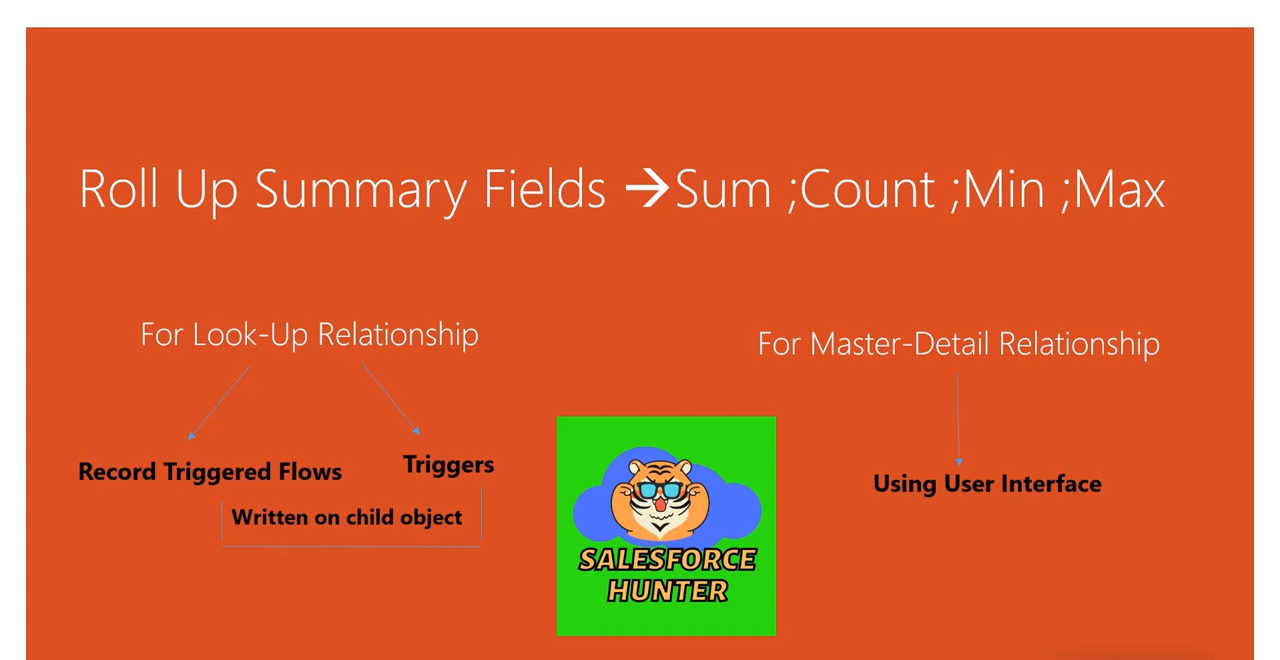 Roll Up Summary Fields →Sum ;Count ;Min ;Max
For Look-Up Relationship
For Master-Detail Relationship
Record Triggered Flows
Triggers
Using User Interface
Written on child object
SALESFORCE
HUNTER